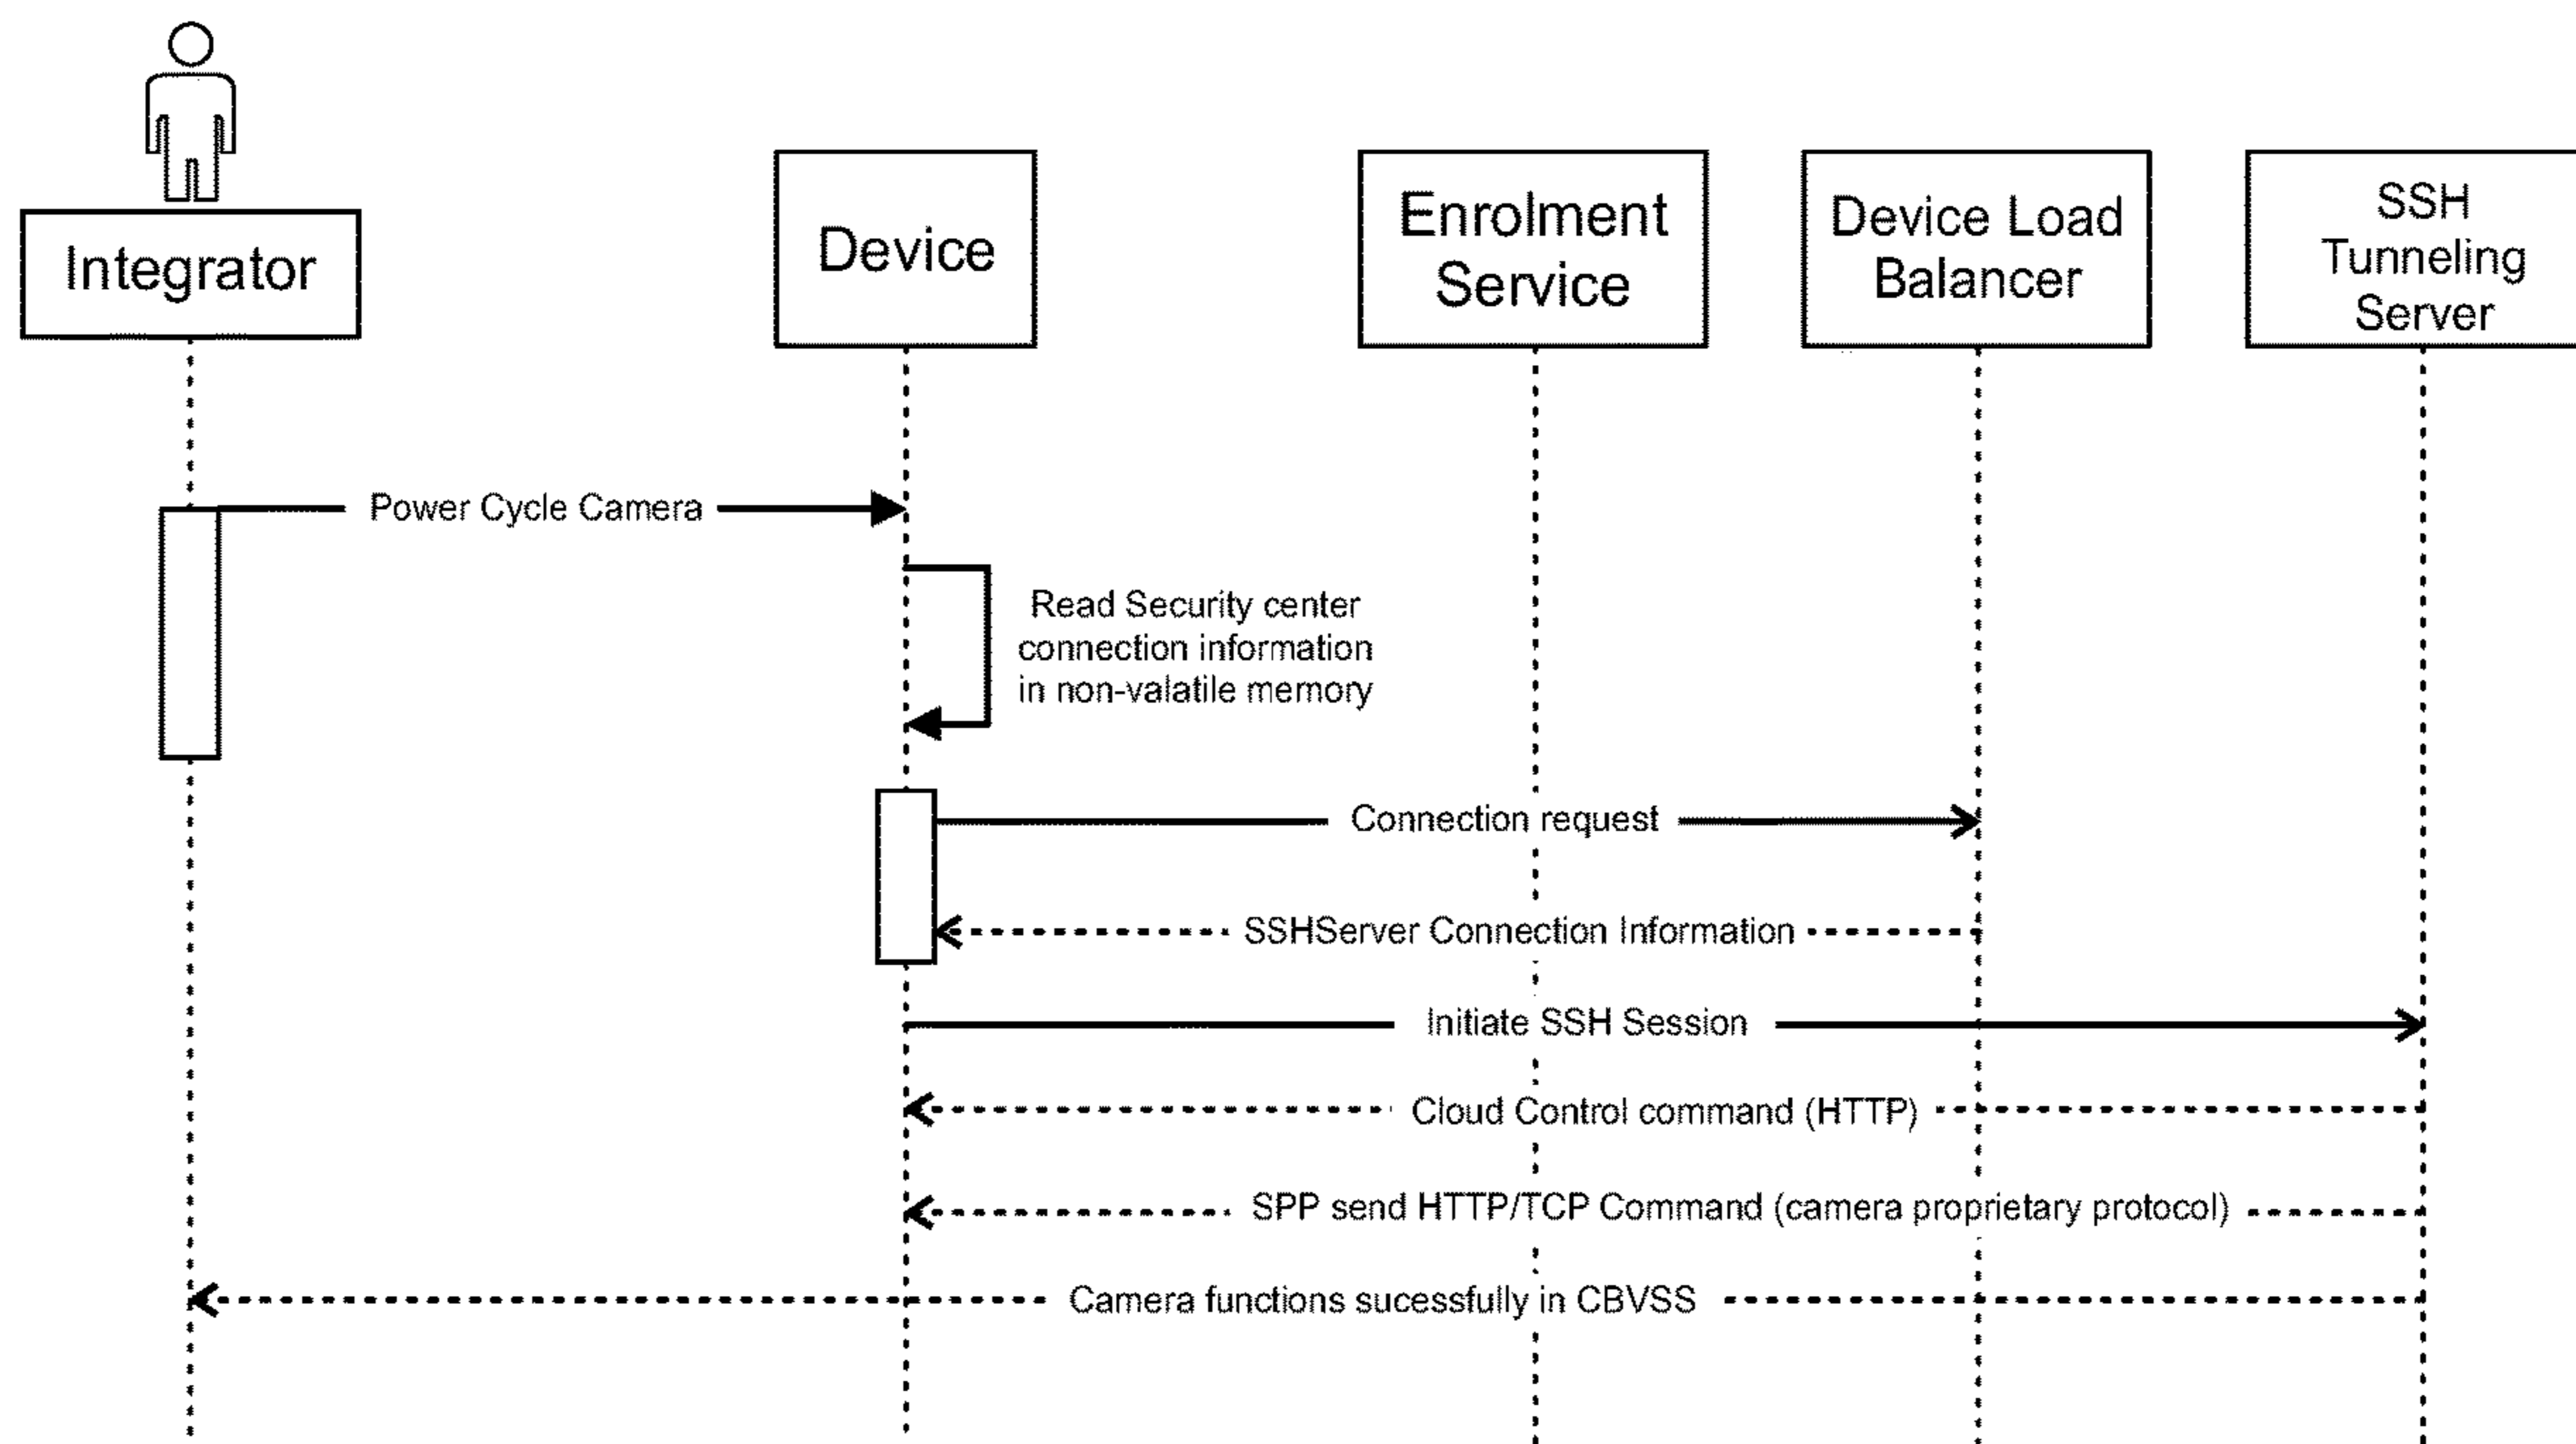 Integrator
Device
Enrolment
Service
Device Load
Balancer
SSH
Tunneling
Server
Power Cycle Camera
Read Security center
connection information
in non-valatile memory
Connection request
SSHServer Connection Information
Initiate SSH Session
Cloud Control command (HTTP)
SPP send HTTP/TCP Command (camera proprietary protocol)
Camera functions sucessfully in CBVSS